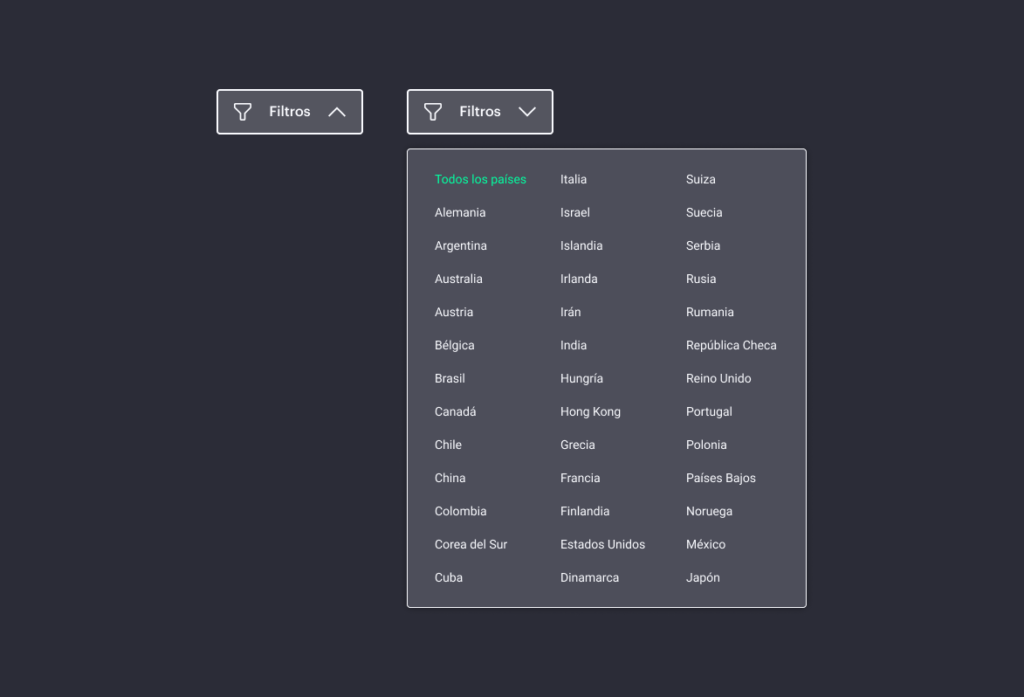 Filtros
Filtros
Todos los países
Alemania
Argentina
Australia
Austria
Bélgica
Brasil
Canadá
Chile
China
Colombia
Corea del Sur
Cuba
Italia
Israel
Islandia
Irlanda
Irán
India
Hungría
Hong Kong
Grecia
Francia
Finlandia
Estados Unidos
Dinamarca
Suiza
Suecia
Serbia
Rusia
Rumania
República Checa
Reino Unido
Portugal
Polonia
Países Bajos
Noruega
México
Japón